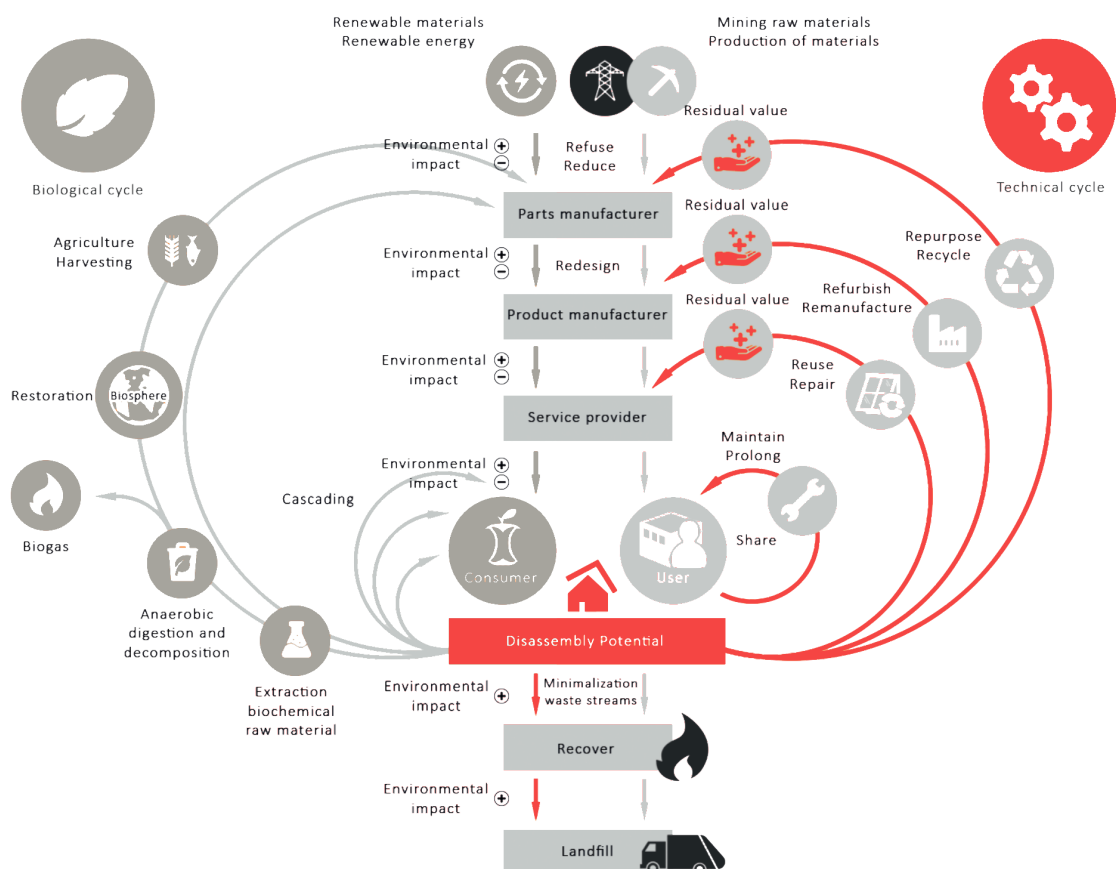 Renewable materials
Renewable energy
Mining raw materials
Production of materials
Biological cycle
Technical cycle
Environmental
impact
Refuse
Reduce
Residual value
Parts manufacturer
Agriculture
Harvesting
Environmental
impact
Redesign
Residual value
Repurpose
Recycle
Product manufacturer
Refurbish
Remanufacture
Environmental
impact
Residual value
Reuse
Repair
Restoration
Biosphere
Service provider
Maintain
Prolong
Environmental
impact
Cascading
Biogas
Share
Consumer
User
Anaerobic
digestion and
decomposition
Disassembly Potential
Extraction
biochemical
raw material
Environmental
impact
Minimalization
waste streams
Recover
Environmental
impact
Landfill